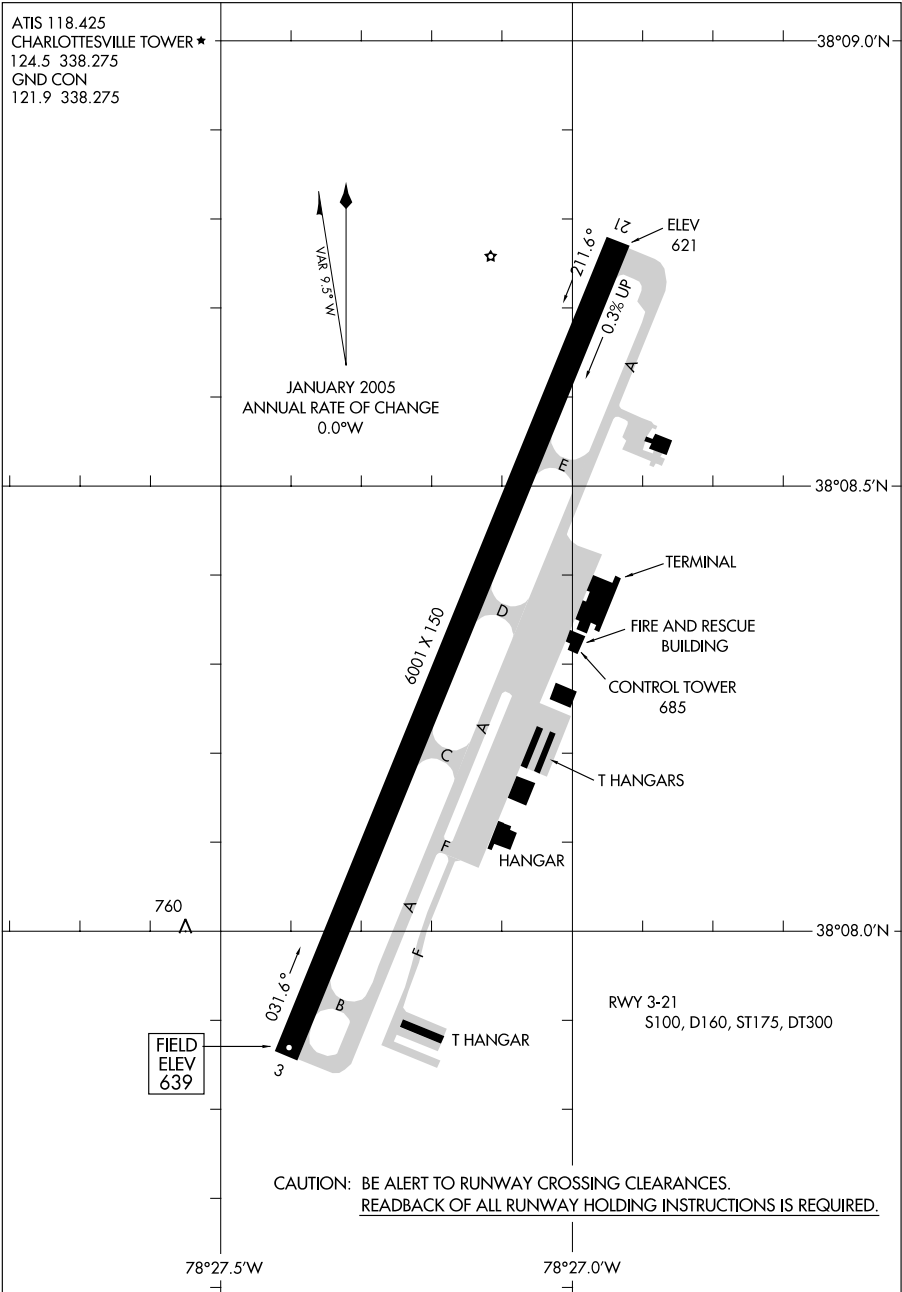 ATIS 118.425
CHARLOTTESVILLE TOWER ★
124.5 338.275
GND CON
121.9 338.275
38°09.0'N
VAR 9.5° W
JANUARY 2005
ANNUAL RATE OF CHANGE
0.0°W
21
ELEV
621
211.6°
0.3% UP
A
E
38°08.5'N
TERMINAL
D
FIRE AND RESCUE
BUILDING
6001 X 150
CONTROL TOWER
685
A
C
T HANGARS
F
HANGAR
760
A
38°08.0'N
F
031.6°
B
RWY 3-21
S100, D160, ST175, DT300
FIELD
ELEV
639
T HANGAR
3
CAUTION: BE ALERT TO RUNWAY CROSSING CLEARANCES.
READBACK OF ALL RUNWAY HOLDING INSTRUCTIONS IS REQUIRED.
78°27.5'W
78°27.0'W